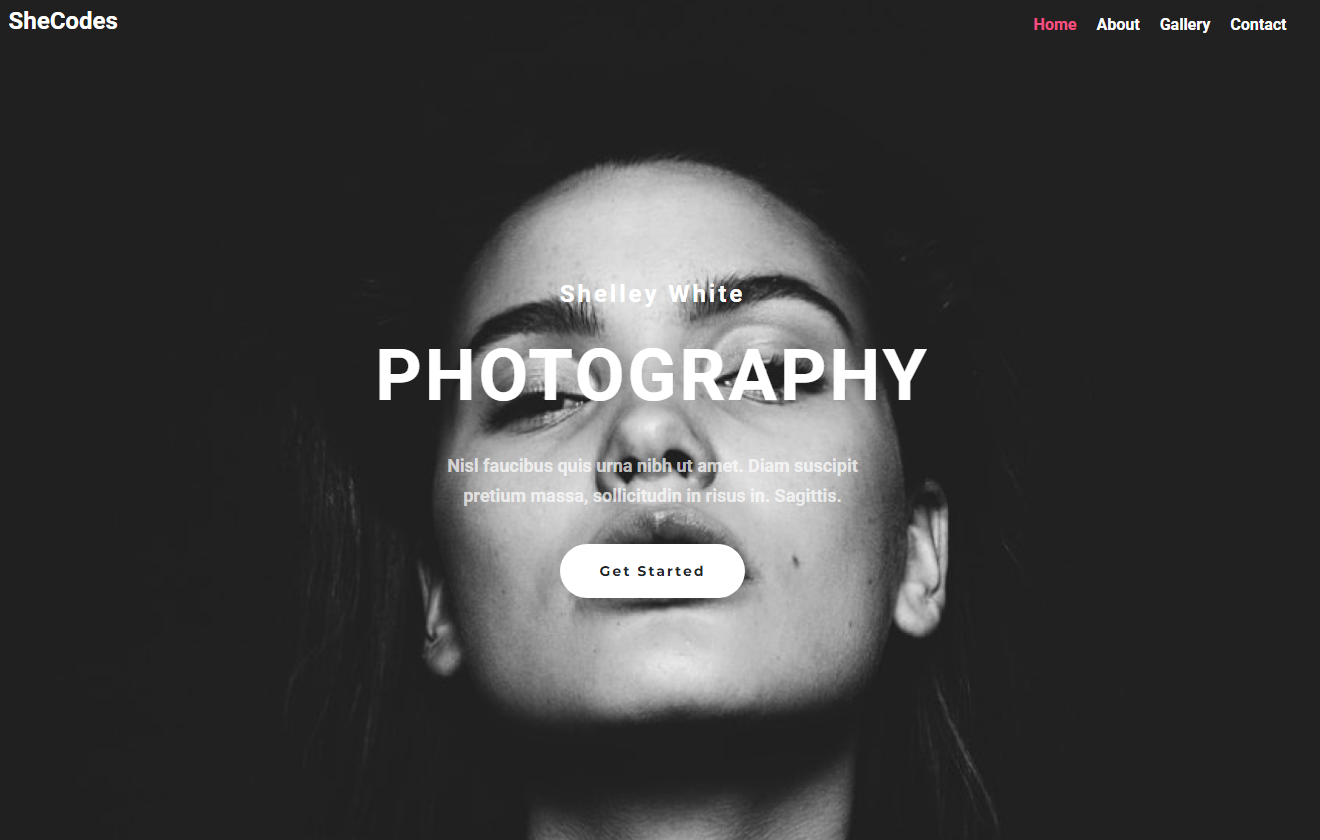 SheCodes
Home About Gallery Contact
Shelley White
PHOTOGRAPHY
Nisl faucibus quis urna nibh ut amet. Diam suscipit
pretium massa, sollicitudin in risus in. Sagittis.
Get Started